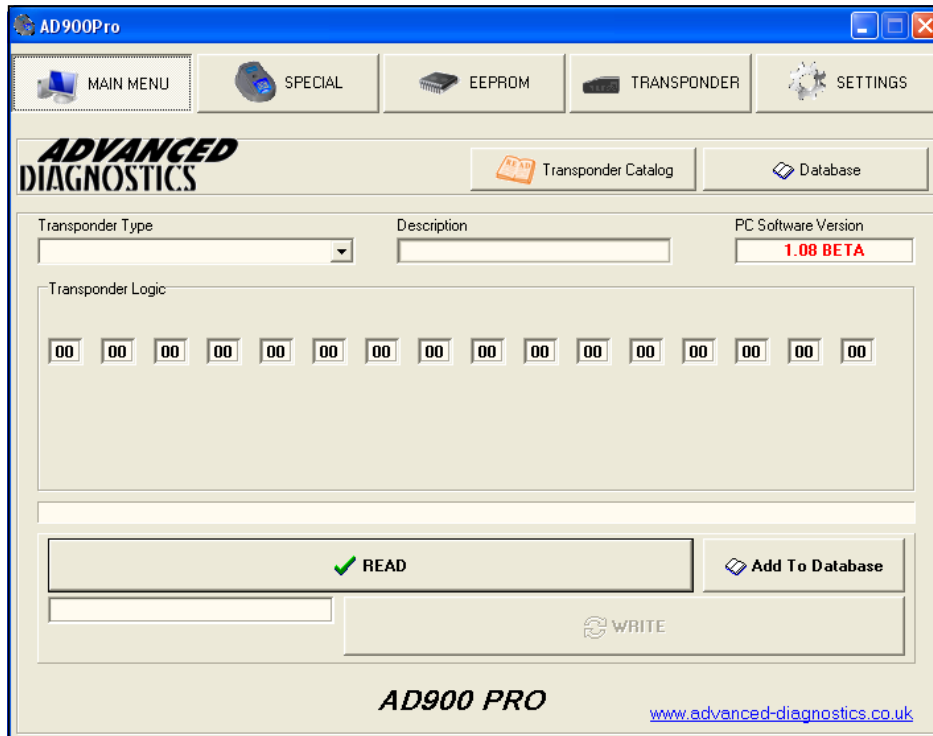 AD900Pro
MAIN MENU SPECIAL EEPROM TRANSPONDER SETTINGS
ADVANCED
DIAGNOSTICS
READ Transponder Catalog Database
Transponder Type Description PC Software Version
1.08 BETA
Transponder Logic
00 00 00 00 00 00 00 00 00 00 00 00 00 00 00 00
READ Add To Database
WRITE
AD900 PRO
www.advanced-diagnostics.co.uk